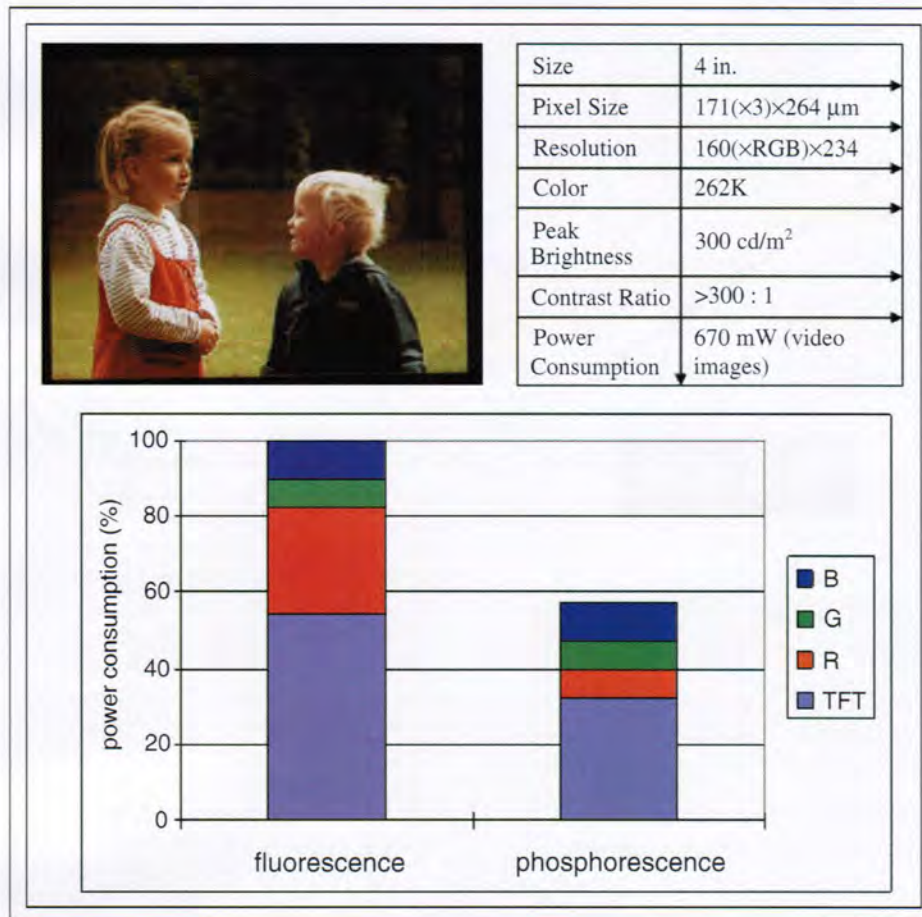 Size 4 in.
Pixel Size 171(×3)×264 µm
Resolution 160(×RGB)×234
Color 262K
Peak
Brightness 300 cd/m²
Contrast Ratio >300 : 1
Power 670 mW (video
Consumption images)
100
80
60
40
20
0
power consumption (%)
fluorescence phosphorescence
B
G
R
TFT